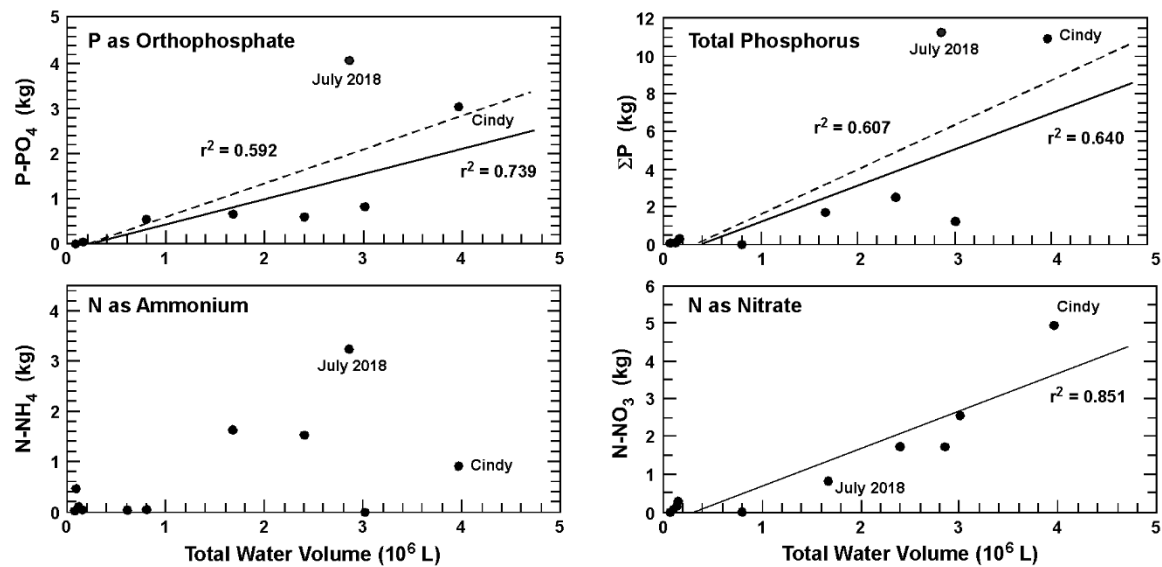 P as Orthophosphate
P-PO4 (kg)
5
4
3
2
1
0
July 2018
Cindy
r2 = 0.592
r2 = 0.739
0 1 2 3 4 5
Total Phosphorus
ΣP (kg)
12
10
8
6
4
2
0
July 2018
Cindy
r2 = 0.607
r2 = 0.640
0 1 2 3 4 5
N as Ammonium
N-NH4 (kg)
4
3
2
1
0
July 2018
Cindy
0 1 2 3 4 5
Total Water Volume (10^6 L)
N as Nitrate
N-NO3 (kg)
6
5
4
3
2
1
0
Cindy
r2 = 0.851
July 2018
0 1 2 3 4 5
Total Water Volume (10^6 L)